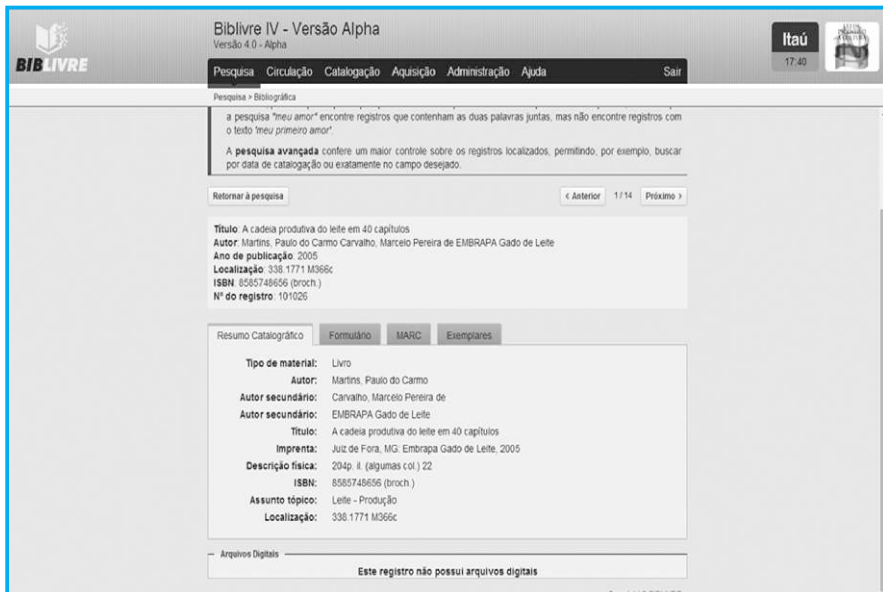 BIBLIVRE
Biblivre IV - Versão Alpha
Versão 4.0 - Alpha
Itaú
17:40
Pesquisa Circulação Catalogação Aquisição Administração Ajuda Sair
Pesquisa > Bibliográfica
a pesquisa "meu amor" encontre registros que contenham as duas palavras juntas, mas não encontre registros com
o texto "meu primeiro amor".
A pesquisa avançada confere um maior controle sobre os registros localizados, permitindo, por exemplo, buscar
por data de catalogação ou exatamente no campo desejado.
Retornar à pesquisa
< Anterior 1 / 14 Próximo >
Título: A cadeia produtiva do leite em 40 capítulos
Autor: Martins, Paulo do Carmo Carvalho, Marcelo Pereira de EMBRAPA Gado de Leite
Ano de publicação: 2005
Localização: 338.1771 M366c
ISBN: 8585748656 (broch.)
Nº do registro: 101026
Resumo Catalográfico Formulário MARC Exemplares
Tipo de material: Livro
Autor: Martins, Paulo do Carmo
Autor secundário: Carvalho, Marcelo Pereira de
Autor secundário: EMBRAPA Gado de Leite
Título: A cadeia produtiva do leite em 40 capítulos
Imprenta: Juiz de Fora, MG: Embrapa Gado de Leite, 2005
Descrição física: 204p. il. (algumas col.) 22
ISBN: 8585748656 (broch.)
Assunto tópico: Leite - Produção
Localização: 338.1771 M366c
Arquivos Digitais
Este registro não possui arquivos digitais